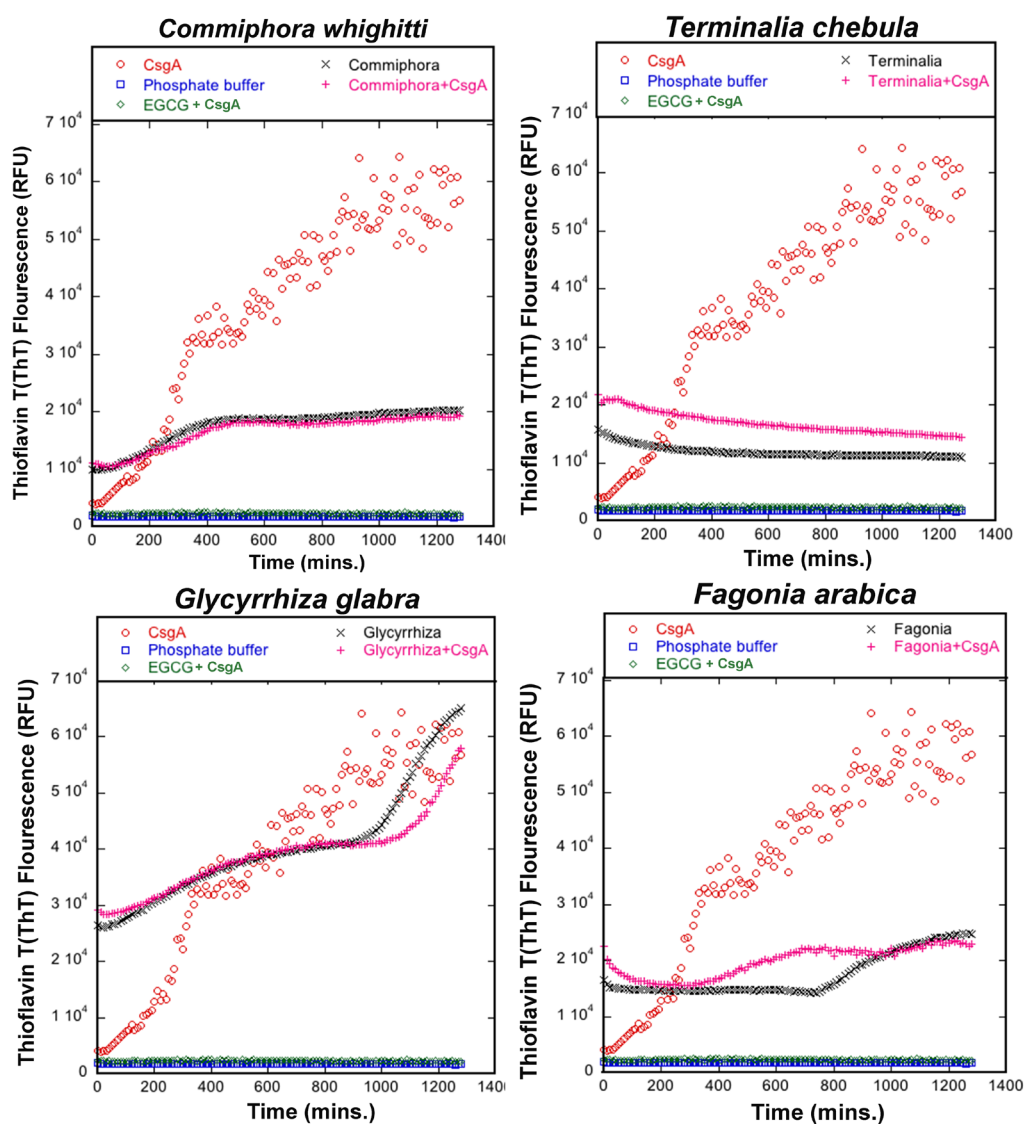 Commiphora whighitti
CsgA
Phosphate buffer
EGCG + CsgA
Commiphora
Commiphora+CsgA
Thioflavin T(ThT) Flourescence (RFU)
7 10⁴
6 10⁴
5 10⁴
4 10⁴
3 10⁴
2 10⁴
1 10⁴
0
0 200 400 600 800 1000 1200 1400
Time (mins.)
Terminalia chebula
CsgA
Phosphate buffer
EGCG + CsgA
Terminalia
Terminalia+CsgA
Thioflavin T(ThT) Flourescence (RFU)
7 10⁴
6 10⁴
5 10⁴
4 10⁴
3 10⁴
2 10⁴
1 10⁴
0
0 200 400 600 800 1000 1200 1400
Time (mins.)
Glycyrrhiza glabra
CsgA
Phosphate buffer
EGCG + CsgA
Glycyrrhiza
Glycyrrhiza+CsgA
Thioflavin T(ThT) Flourescence (RFU)
7 10⁴
6 10⁴
5 10⁴
4 10⁴
3 10⁴
2 10⁴
1 10⁴
0
0 200 400 600 800 1000 1200 1400
Time (mins.)
Fagonia arabica
CsgA
Phosphate buffer
EGCG + CsgA
Fagonia
Fagonia+CsgA
Thioflavin T(ThT) Flourescence (RFU)
7 10⁴
6 10⁴
5 10⁴
4 10⁴
3 10⁴
2 10⁴
1 10⁴
0
0 200 400 600 800 1000 1200 1400
Time (mins.)